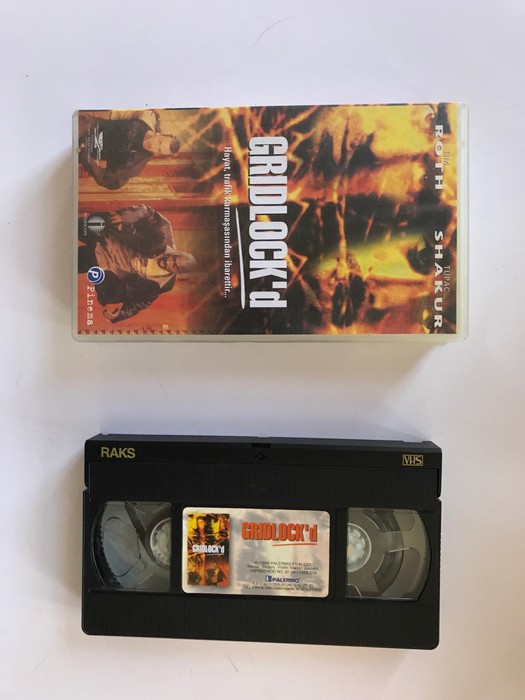 TIM
ROTH
TUPAC
SHAKUR
GRIDLOCK'd
Hayat, trafik karmaşasından ibarettir...
Pinema
RAKS
VHS
GRIDLOCK'd
GRIDLOCK'd
PALERMO